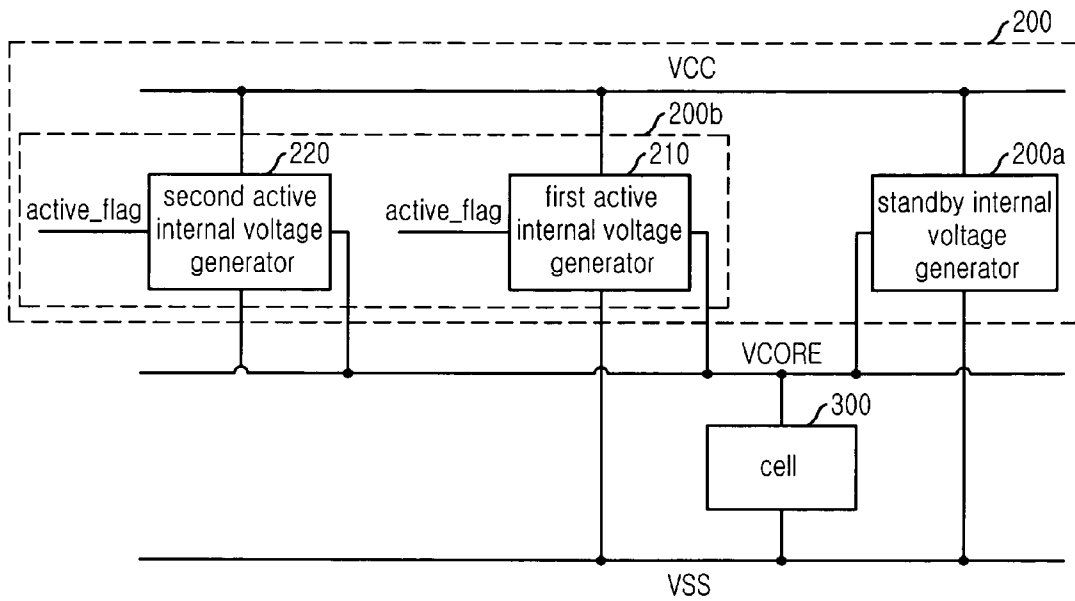 200
VCC
200b
220
210
200a
active_flag
second active
internal voltage
generator
active_flag
first active
internal voltage
generator
standby internal
voltage
generator
VCORE
300
cell
VSS